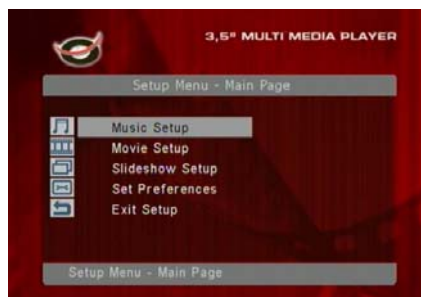 3,5" MULTI MEDIA PLAYER
Setup Menu - Main Page
Music Setup
Movie Setup
Slideshow Setup
Set Preferences
Exit Setup
Setup Menu - Main Page